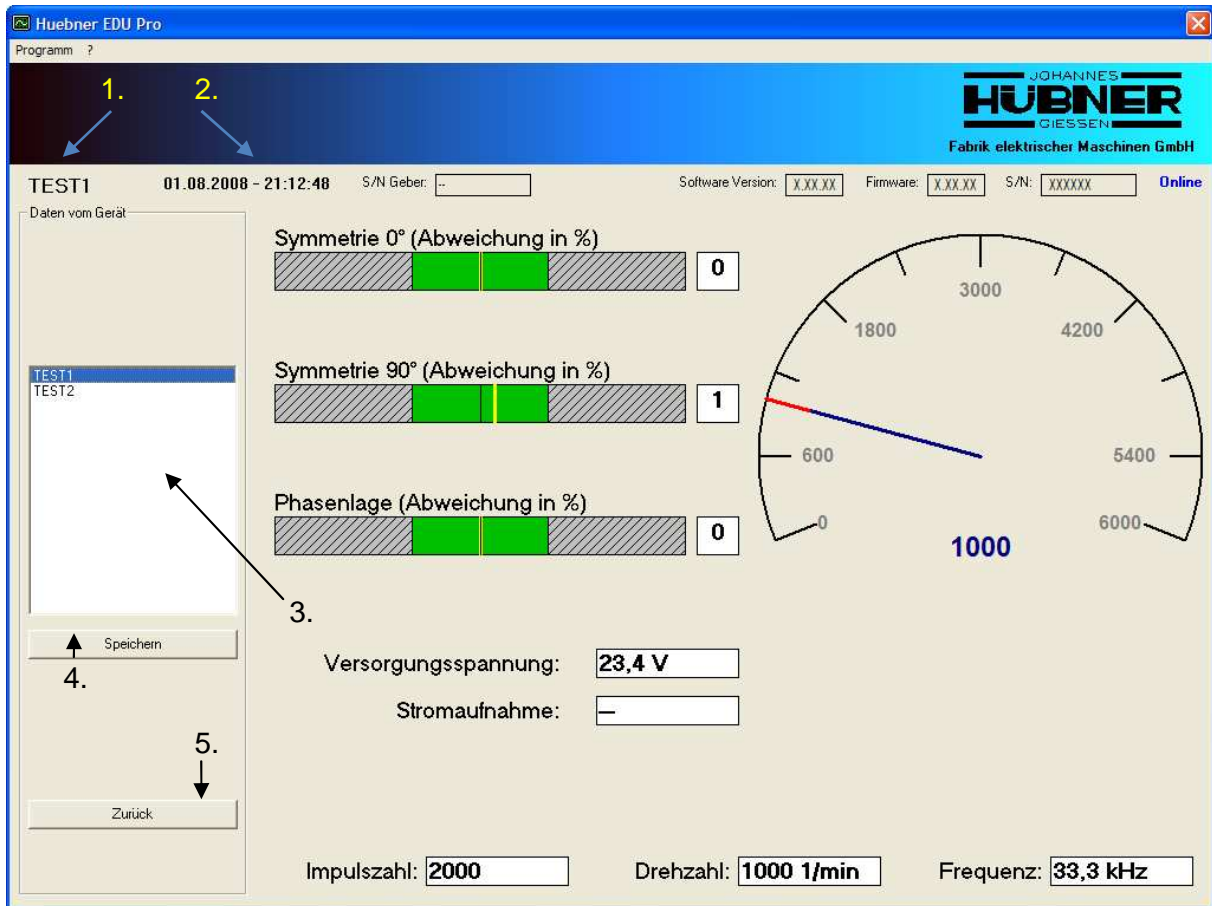 Huebner EDU Pro
Programm ?
1. 2.
JOHANNES
HÜBNER
GIESSEN
Fabrik elektrischer Maschinen GmbH
TEST1 01.08.2008 - 21:12:48 S/N Geber: -- Software Version: X.XX.XX Firmware: X.XX.XX S/N: XXXXXX Online
Daten vom Gerät
TEST1
TEST2
3.
Speichern
4.
5.
Zurück
Symmetrie 0° (Abweichung in %)
0
Symmetrie 90° (Abweichung in %)
1
Phasenlage (Abweichung in %)
0
0
600
1800
3000
4200
5400
6000
1000
Versorgungsspannung: 23,4 V
Stromaufnahme: —
Impulszahl: 2000 Drehzahl: 1000 1/min Frequenz: 33,3 kHz